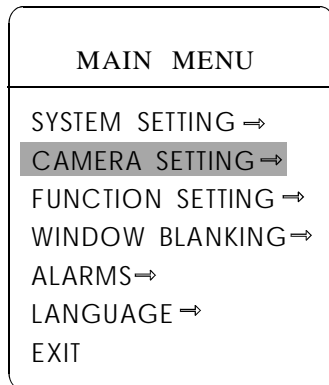 MAIN MENU
SYSTEM SETTING ⇒
CAMERA SETTING ⇒
FUNCTION SETTING ⇒
WINDOW BLANKING ⇒
ALARMS ⇒
LANGUAGE ⇒
EXIT